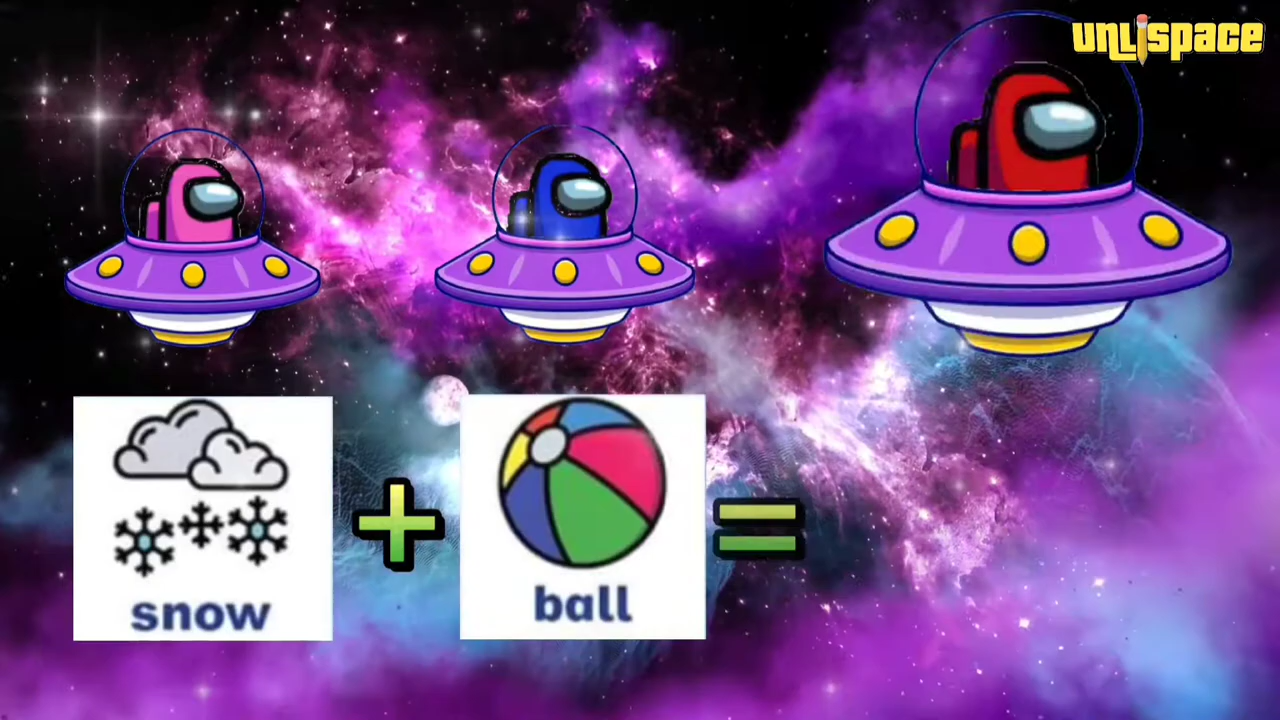 UNLISPACE
snow
+
ball
=